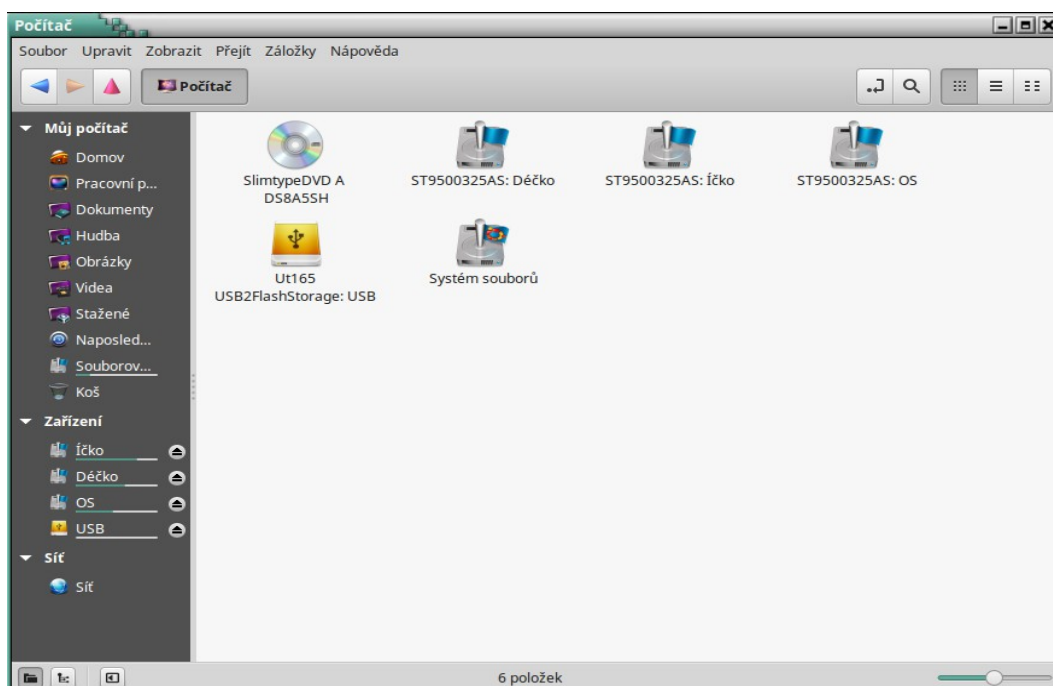 Počítač
Soubor Upravit Zobrazit Přejít Záložky Nápověda
Počítač
Můj počítač
Domov
Pracovní p...
Dokumenty
Hudba
Obrázky
Videa
Stažené
Naposled...
Souborov...
Koš
Zařízení
Íčko
Déčko
OS
USB
Síť
Síť
SlimtypeDVD A
DS8A5SH
ST9500325AS: Déčko
ST9500325AS: Íčko
ST9500325AS: OS
Ut165
USB2FlashStorage: USB
Systém souborů
6 položek